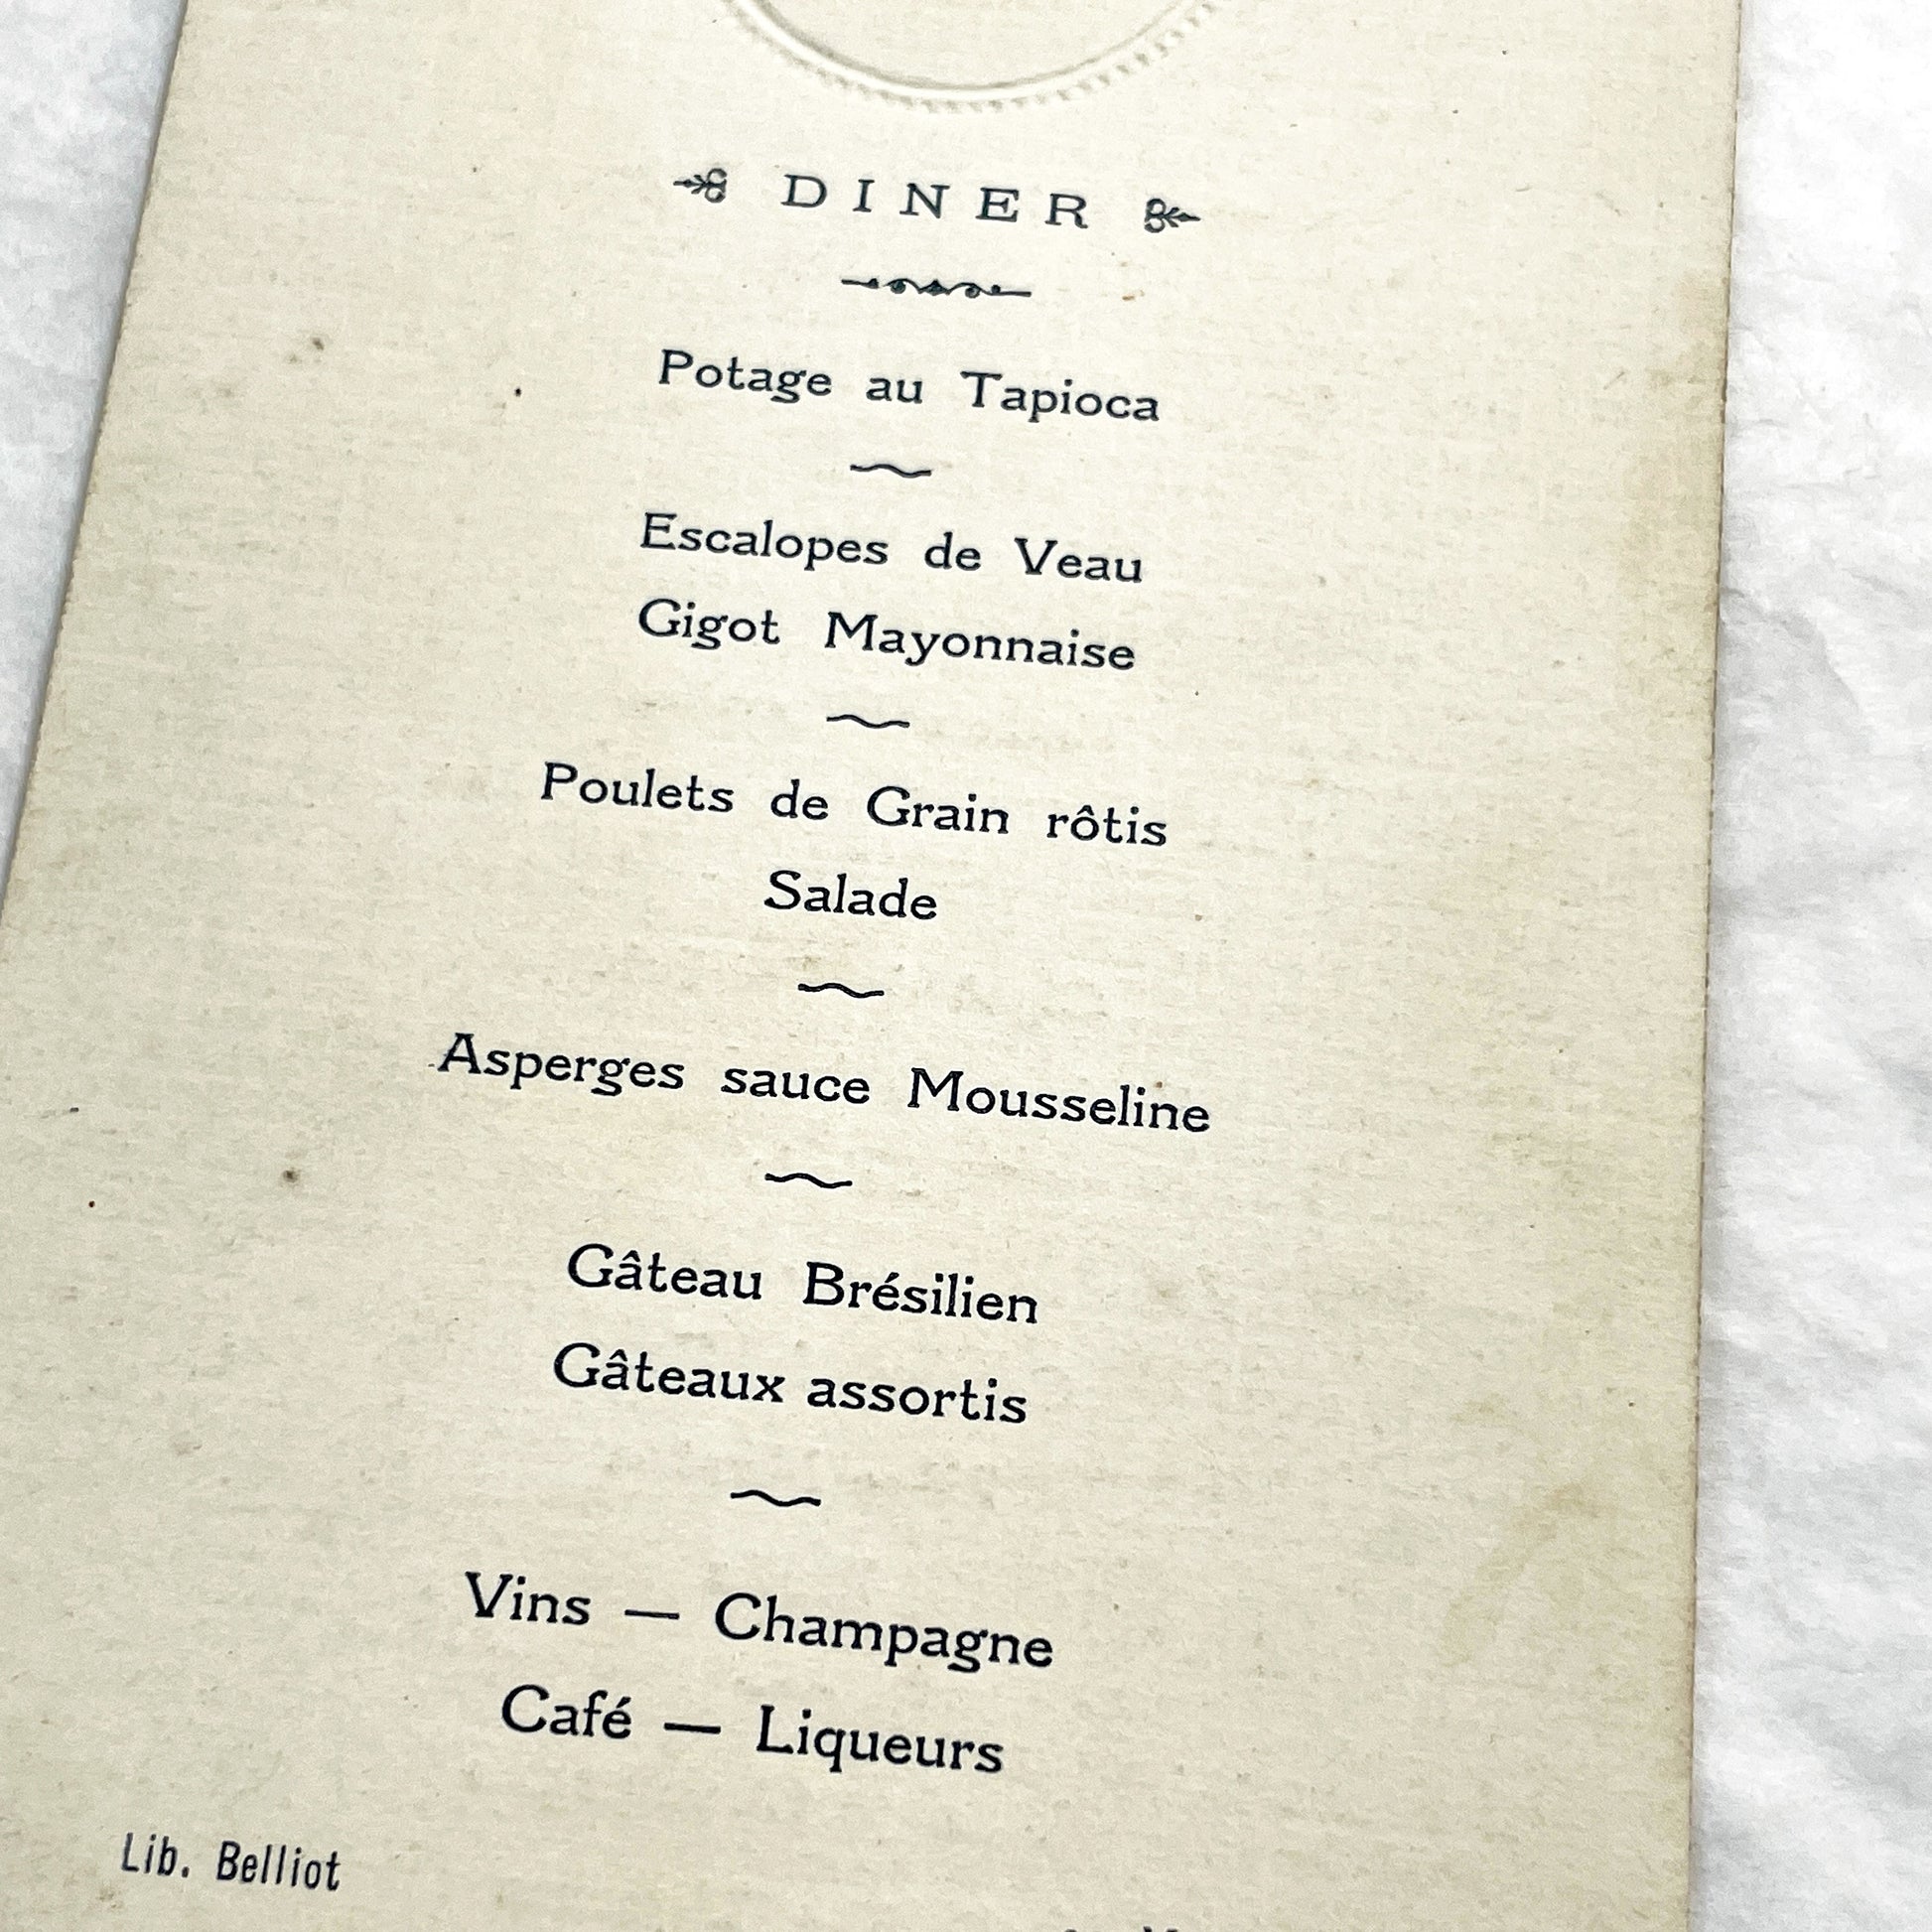 DINER
Potage au Tapioca
Escalopes de Veau
Gigot Mayonnaise
Poulets de Grain rôtis
Salade
Asperges sauce Mousseline
Gâteau Brésilien
Gâteaux assortis
Vins — Champagne
Café — Liqueurs
Lib. Belliot